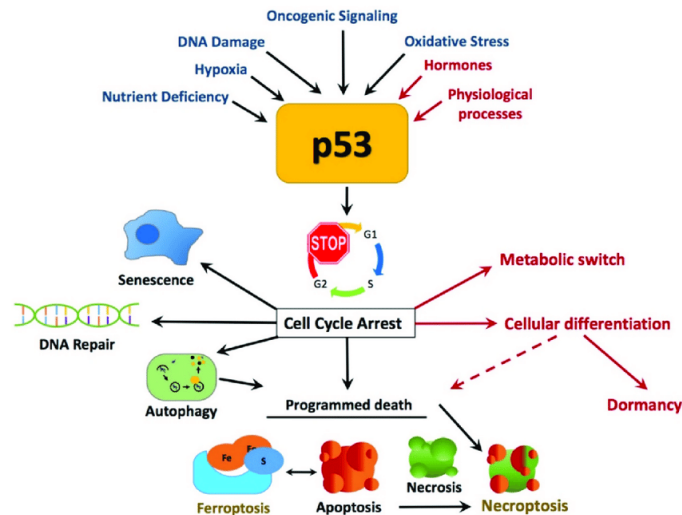 Oncogenic Signaling
DNA Damage
Oxidative Stress
Hypoxia
Hormones
Nutrient Deficiency
Physiological
processes
p53
STOP
G1
G2
S
Senescence
Metabolic switch
Cell Cycle Arrest
Cellular differentiation
DNA Repair
Autophagy
Programmed death
Dormancy
Fe
Fe
S
Ferroptosis
Apoptosis
Necrosis
Necroptosis